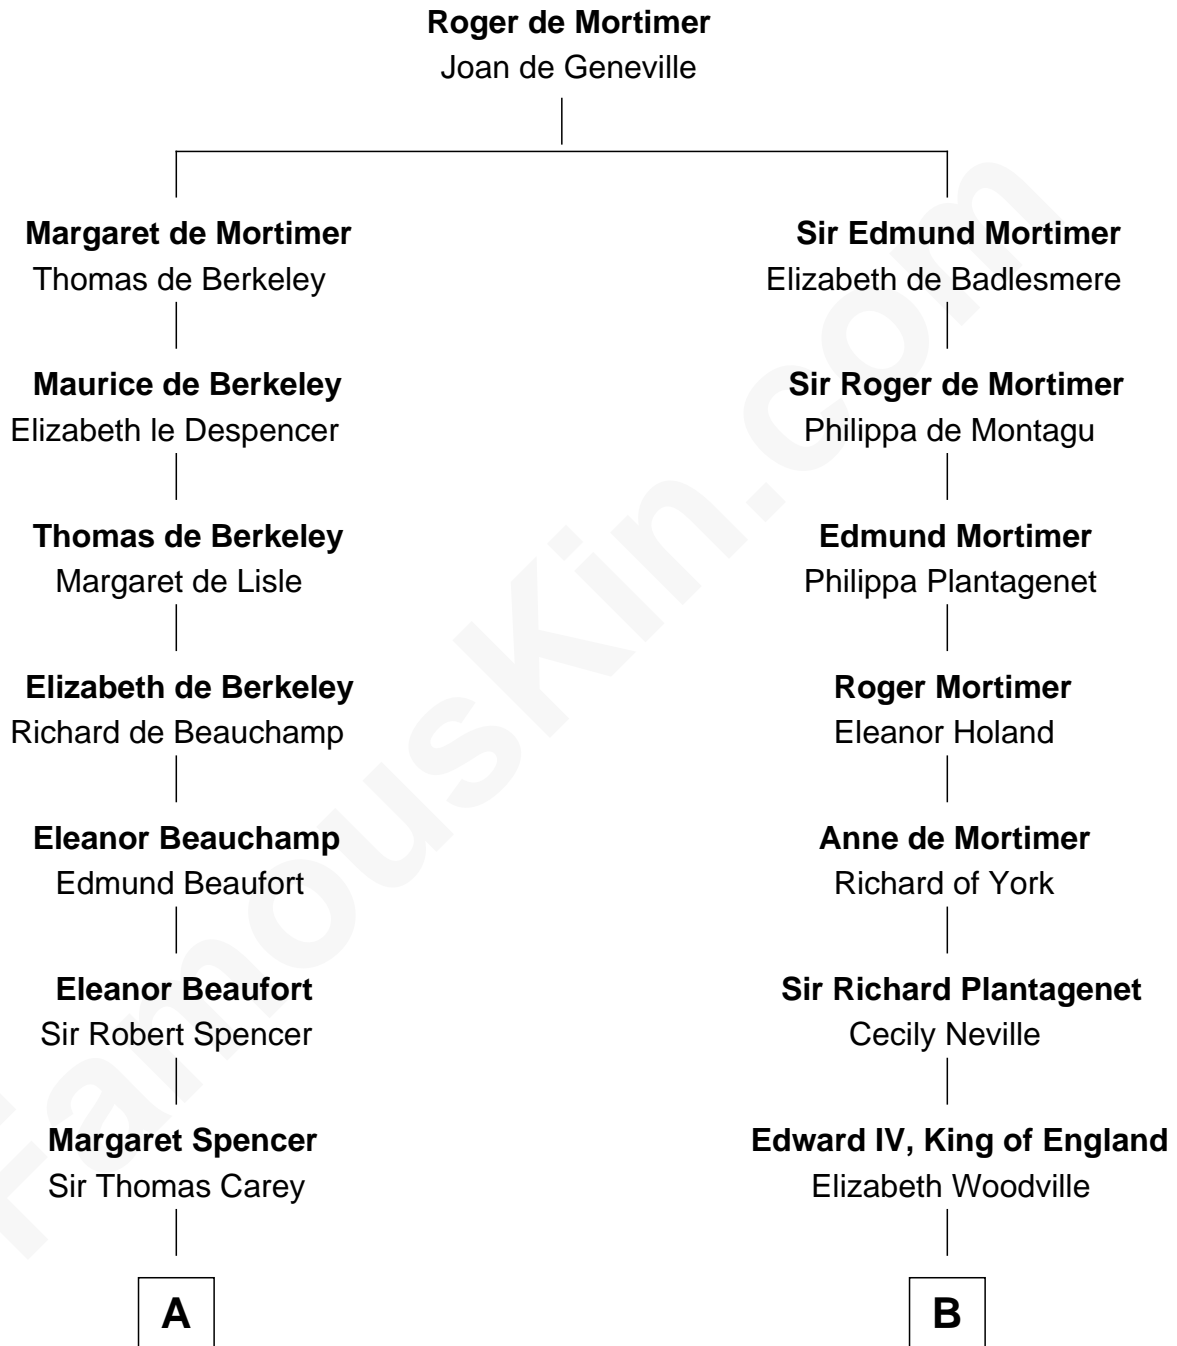 Roger de Mortimer
Joan de Geneville
Margaret de Mortimer
Thomas de Berkeley
Maurice de Berkeley
Elizabeth le Despencer
Thomas de Berkeley
Margaret de Lisle
Elizabeth de Berkeley
Richard de Beauchamp
Eleanor Beauchamp
Edmund Beaufort
Eleanor Beaufort
Sir Robert Spencer
Margaret Spencer
Sir Thomas Carey
A
Sir Edmund Mortimer
Elizabeth de Badlesmere
Sir Roger de Mortimer
Philippa de Montagu
Edmund Mortimer
Philippa Plantagenet
Roger Mortimer
Eleanor Holand
Anne de Mortimer
Richard of York
Sir Richard Plantagenet
Cecily Neville
Edward IV, King of England
Elizabeth Woodville
B
FamousKin.com